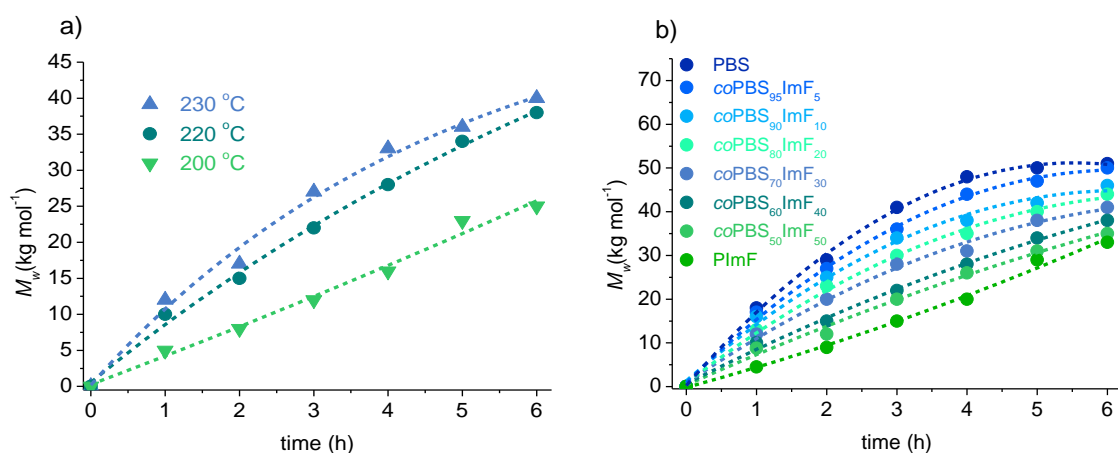 a)
45
40
35
30
25
20
15
10
5
0
M_w (kg mol⁻¹)
230 °C
220 °C
200 °C
0 1 2 3 4 5 6
time (h)
b)
70
60
50
40
30
20
10
0
M_w (kg mol⁻¹)
PBS
coPBS₉₅ImF₅
coPBS₉₀ImF₁₀
coPBS₈₀ImF₂₀
coPBS₇₀ImF₃₀
coPBS₆₀ImF₄₀
coPBS₅₀ImF₅₀
PImF
0 1 2 3 4 5 6
time (h)